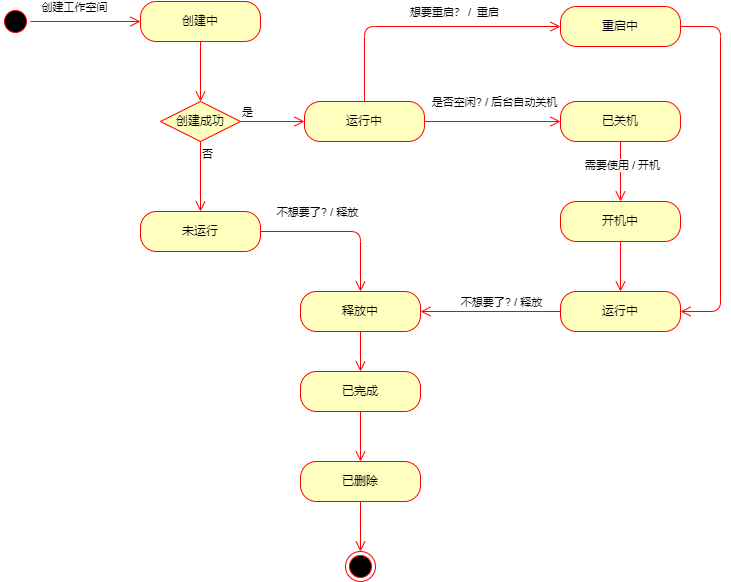 创建工作空间
创建中
想要重启？ / 重启
重启中
创建成功
是
运行中
是否空闲? / 后台自动关机
已关机
否
需要使用 / 开机
未运行
不想要了? / 释放
开机中
释放中
不想要了? / 释放
运行中
已完成
已删除